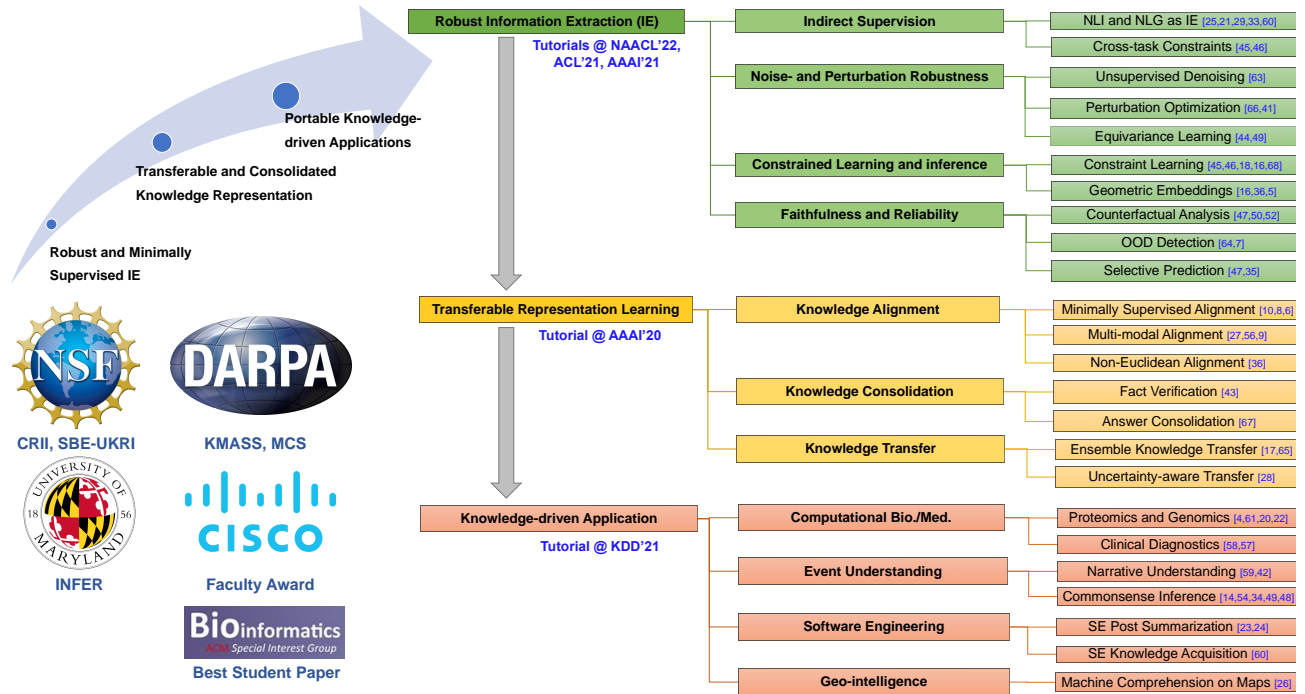 Portable Knowledge-
driven Applications
Transferable and Consolidated
Knowledge Representation
Robust and Minimally
Supervised IE
NSF
CRII, SBE-UKRI
DARPA
KMASS, MCS
UNIVERSITY OF
18 56
MARYLAND
INFER
CISCO
Faculty Award
Bioinformatics
ACM Special Interest Group
Best Student Paper
Robust Information Extraction (IE)
Tutorials @ NAACL'22,
ACL'21, AAAI'21
Indirect Supervision
NLI and NLG as IE [25,21,29,33,60]
Cross-task Constraints [45,46]
Noise- and Perturbation Robustness
Unsupervised Denoising [63]
Perturbation Optimization [66,41]
Equivariance Learning [44,49]
Constrained Learning and inference
Constraint Learning [45,46,18,16,68]
Geometric Embeddings [16,36,5]
Faithfulness and Reliability
Counterfactual Analysis [47,50,52]
OOD Detection [64,7]
Selective Prediction [47,35]
Transferable Representation Learning
Tutorial @ AAAI'20
Knowledge Alignment
Minimally Supervised Alignment [10,8,6]
Multi-modal Alignment [27,56,9]
Non-Euclidean Alignment [36]
Knowledge Consolidation
Fact Verification [43]
Answer Consolidation [67]
Knowledge Transfer
Ensemble Knowledge Transfer [17,65]
Uncertainty-aware Transfer [28]
Knowledge-driven Application
Tutorial @ KDD'21
Computational Bio./Med.
Proteomics and Genomics [4,61,20,22]
Clinical Diagnostics [58,57]
Event Understanding
Narrative Understanding [59,42]
Commonsense Inference [14,54,34,49,48]
Software Engineering
SE Post Summarization [23,24]
SE Knowledge Acquisition [60]
Geo-intelligence
Machine Comprehension on Maps [26]